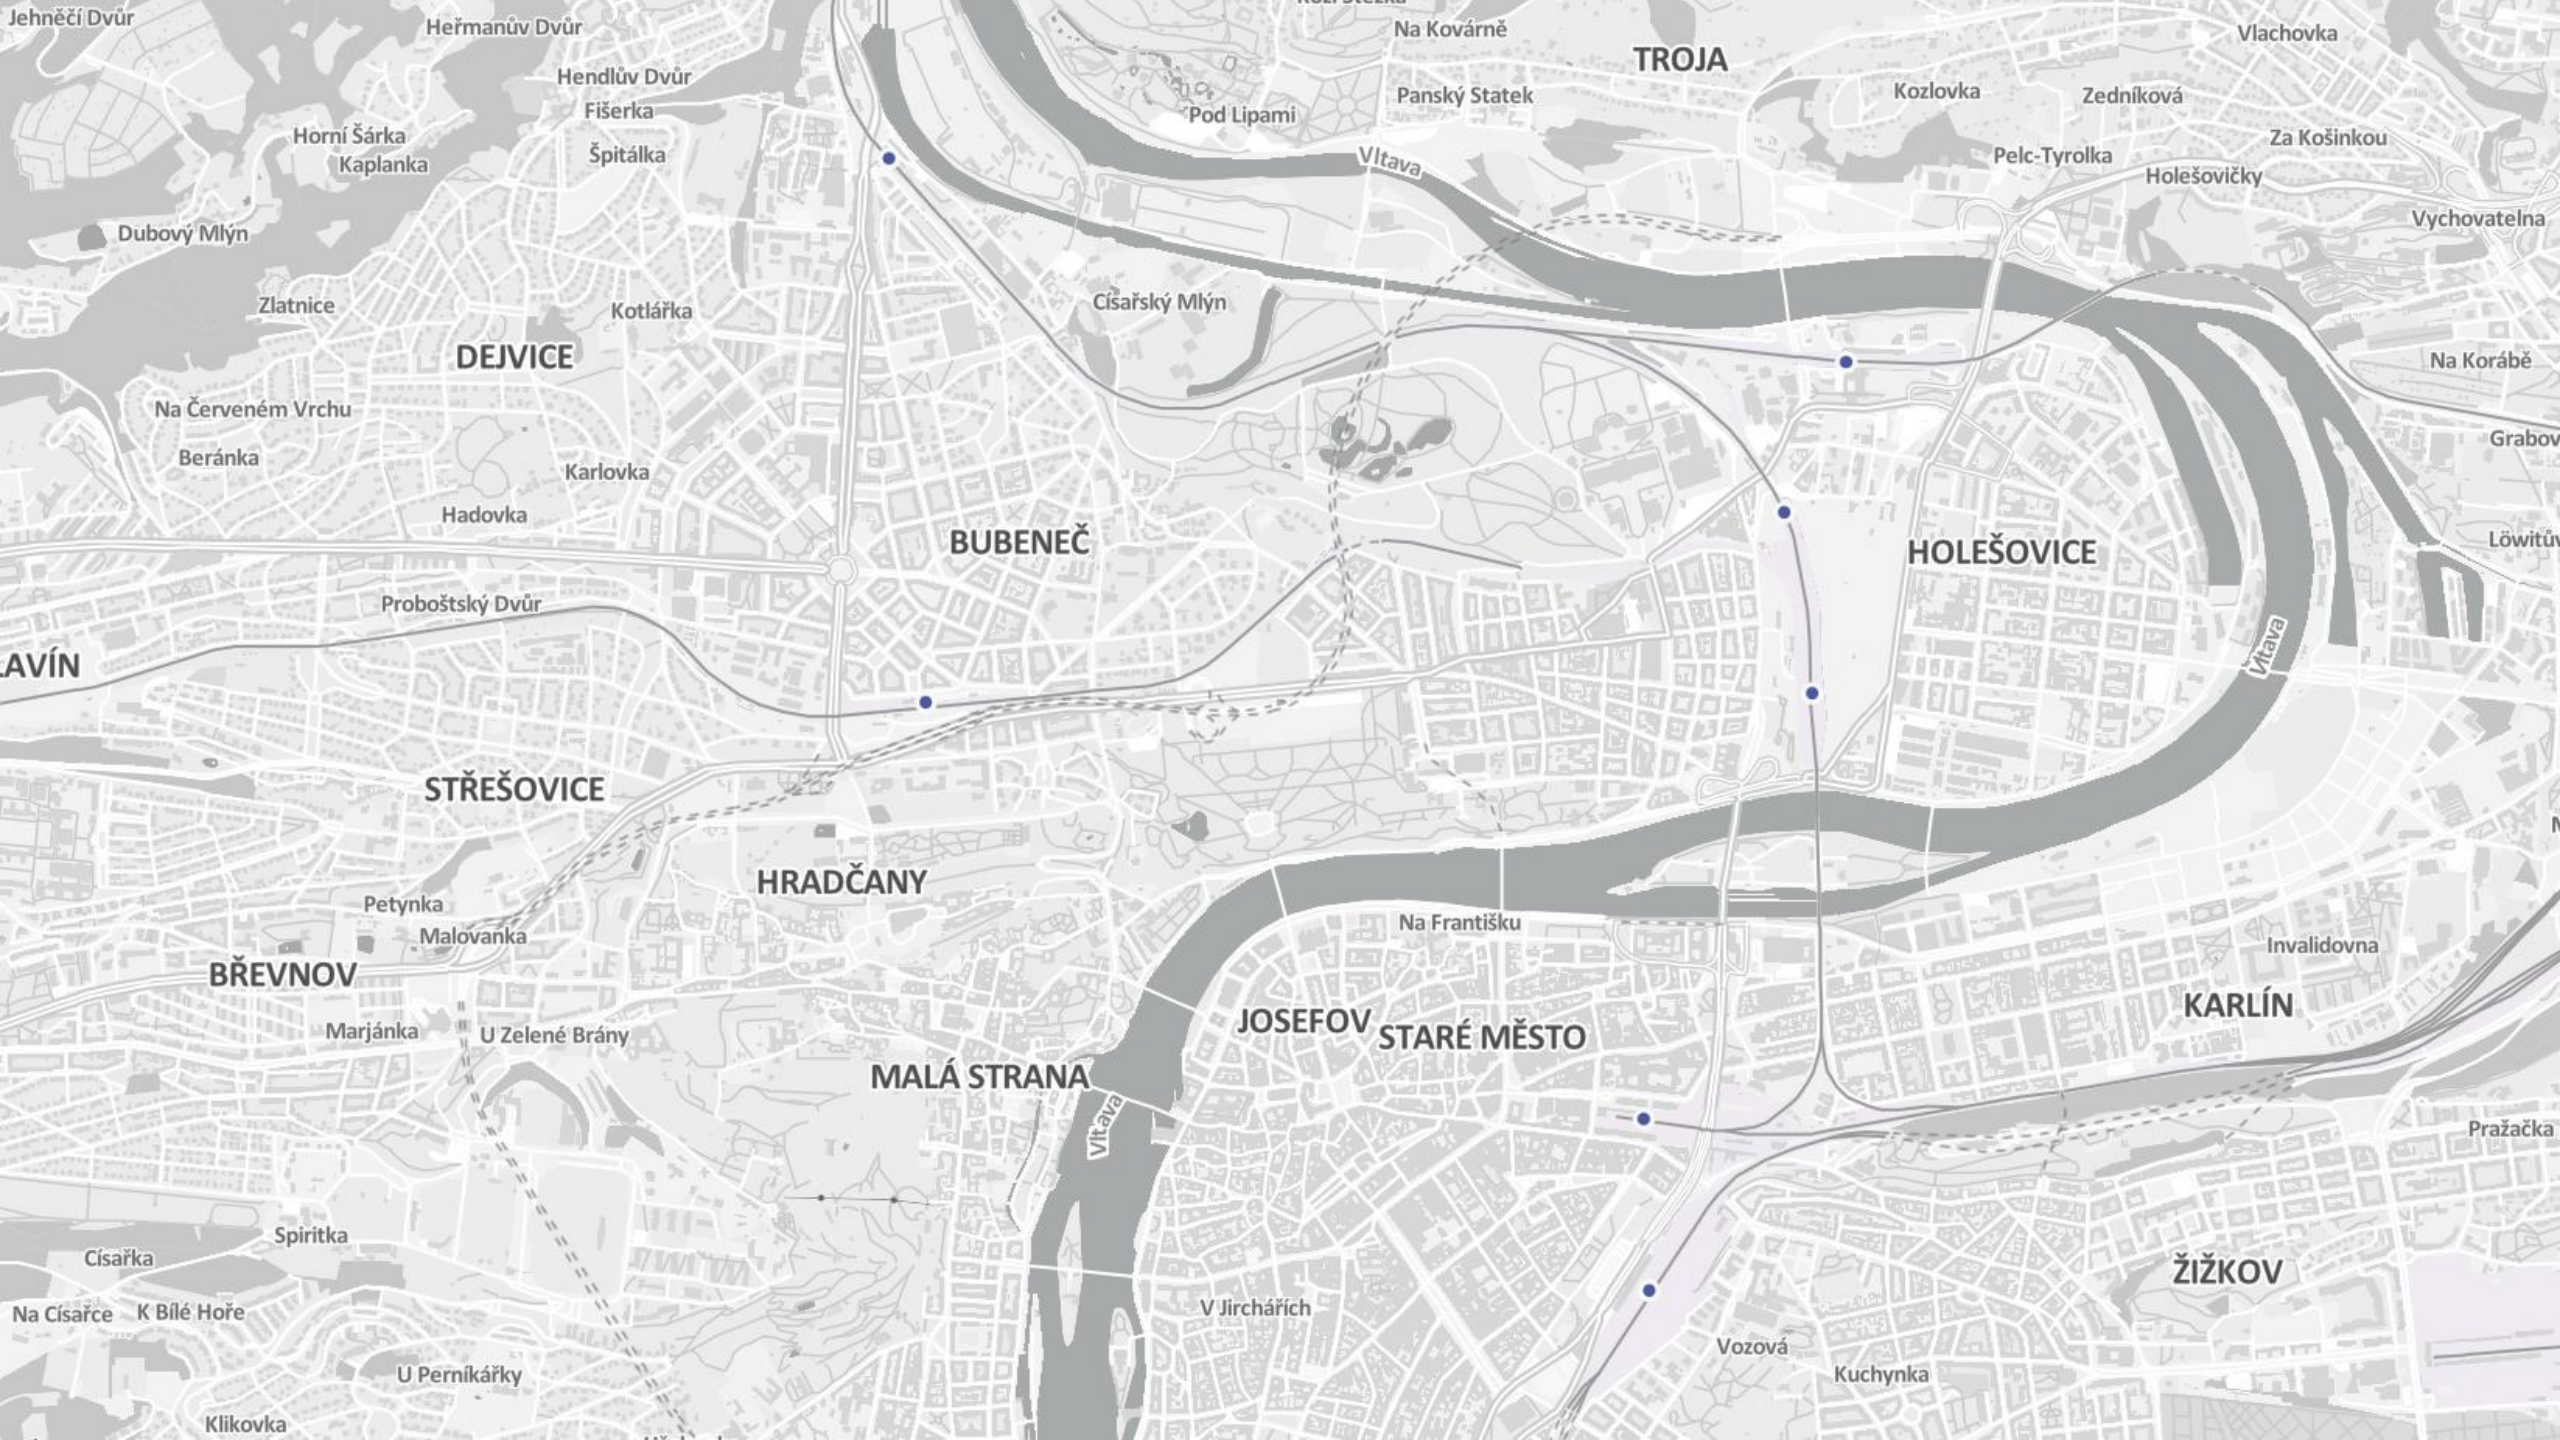 Jehněčí Dvůr
Heřmanův Dvůr
Na Kovárně
Vlachovka
TROJA
Hendlův Dvůr
Kozlovka
Panský Statek
Zedníková
Fišerka
Pod Lipami
Horní Šárka
Za Košinkou
Špitálka
Pelc-Tyrolka
Vltava
Kaplanka
Holešovičky
Vychovatelna
Dubový Mlýn
Císařský Mlýn
Zlatnice
Kotlářka
DEJVICE
Na Korábě
Na Červeném Vrchu
Grabov
Beránka
Karlovka
Hadovka
BUBENEČ
Löwitův
HOLEŠOVICE
Proboštský Dvůr
Vltava
LAVÍN
STŘEŠOVICE
HRADČANY
Petynka
Na Františku
Malovanka
Invalidovna
BŘEVNOV
KARLÍN
JOSEFOV
Marjánka
U Zelené Brány
STARÉ MĚSTO
MALÁ STRANA
Vltava
Pražačka
Spiritka
Císařka
ŽIŽKOV
V Jirchářích
Na Císařce
K Bílé Hoře
Vozová
U Perníkářky
Kuchynka
Klikovka